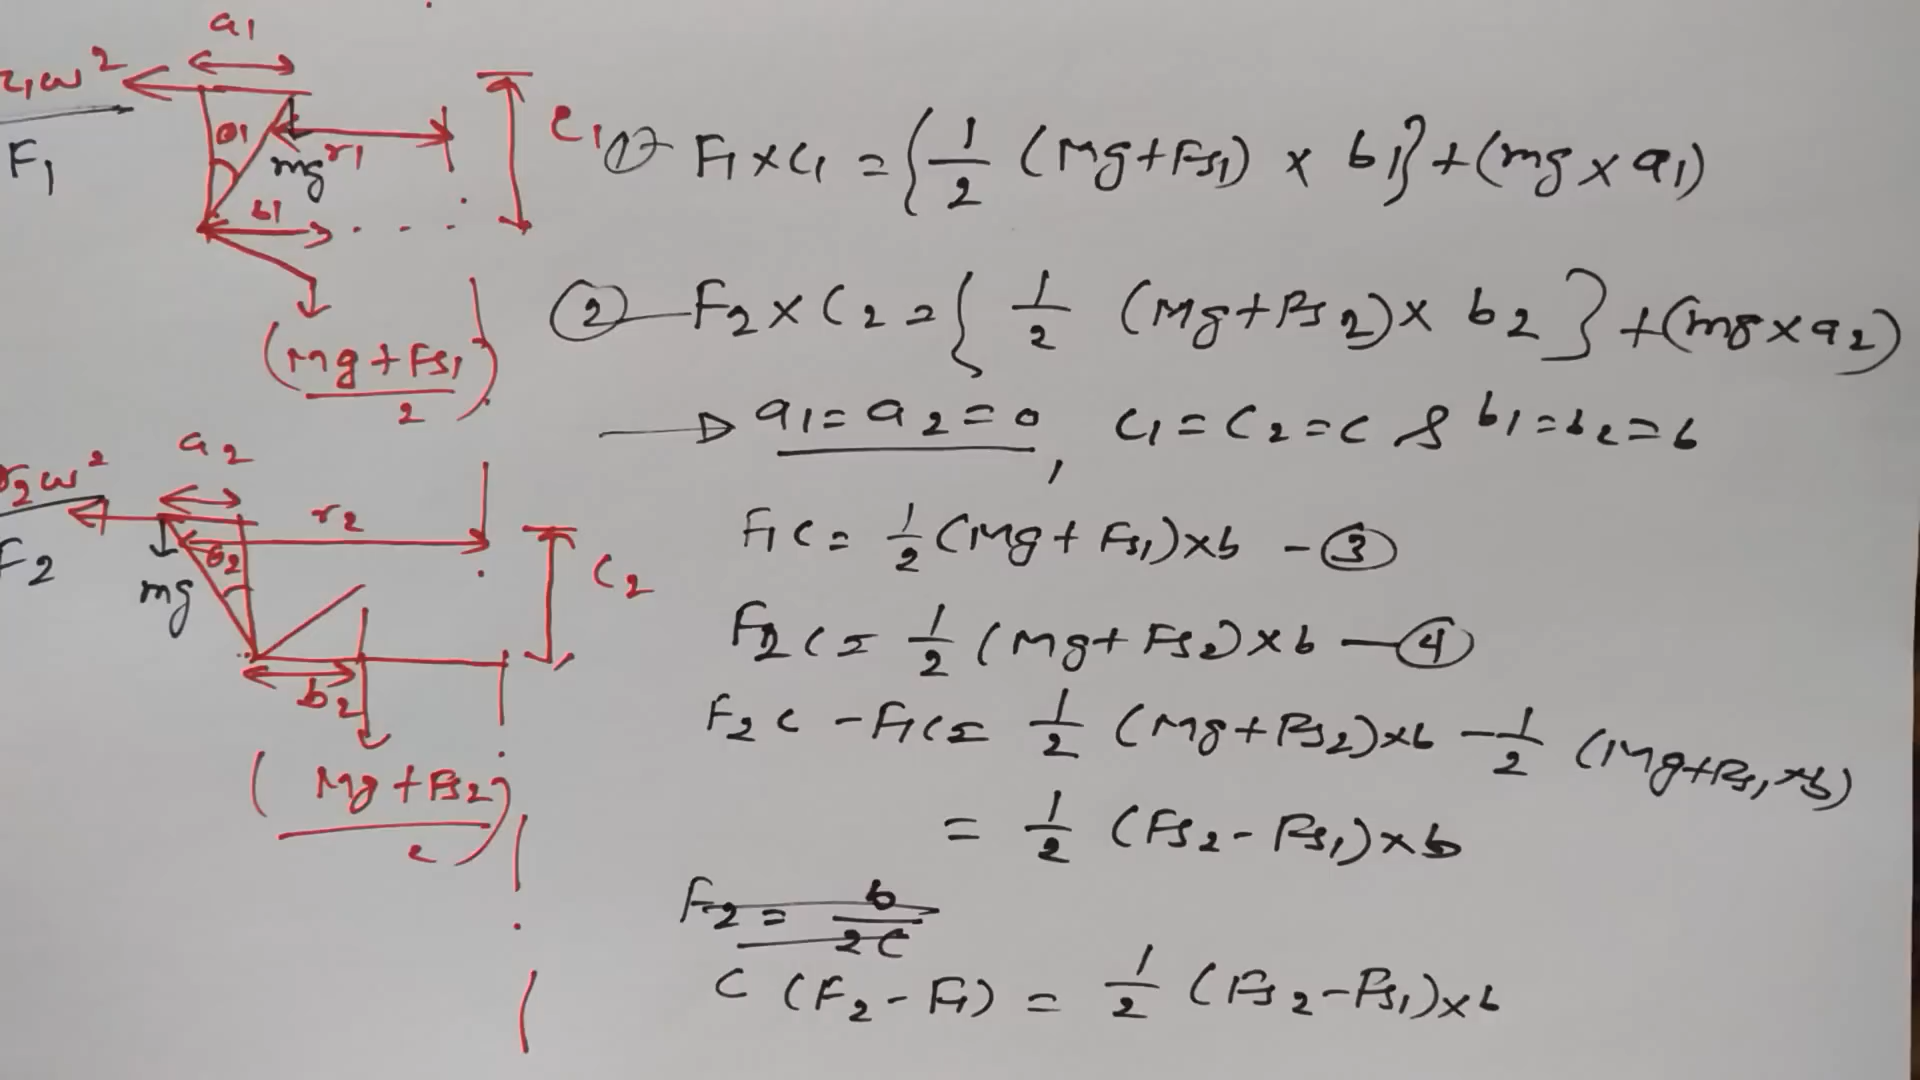 a1
r1ω²
F1
θ1
mg
r1
b1
C1
(Mg+Fs1)/2
a2
r2ω²
F2
r2
θ2
mg
C2
b2
(Mg+Fs2)/2
1) F1×C1 = {1/2 (Mg+Fs1) × b1}+(mg×a1)
② F2×C2 = {1/2 (Mg+Fs2)× b2}+(mg×a2)
→ a1=a2=0, C1=C2=C & b1=b2=b
F1C = 1/2 (Mg+Fs1)×b -③
F2C = 1/2 (Mg+Fs2)×b —④
F2C - F1C = 1/2 (Mg+Fs2)×b - 1/2 (Mg+Fs1×b)
= 1/2 (Fs2-Fs1)×b
F2 = b/2C
C (F2-F1) = 1/2 (Fs2-Fs1)×b